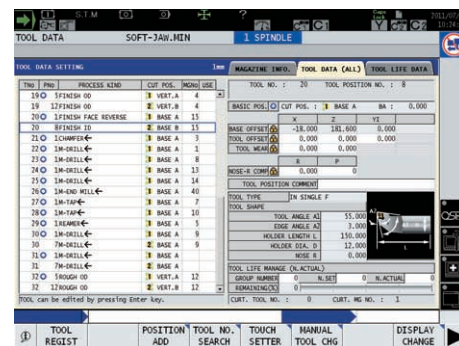 S.T.M
2011/07/
10:24:
TOOL DATA SOFT-JAW.MIN 1 SPINDLE
TOOL DATA SETTING 1mm
MAGAZINE INFO. TOOL DATA (ALL) TOOL LIFE DATA
TNo PNo PROCESS KIND CUT POS. MGNo USE
19 5FINISH OD 1 VERT.A 4
19 12FINISH OD 2 VERT.B 4
20 1FINISH FACE REVERSE 1 BASE A 15
20 8FINISH ID 2 BASE A 15
21 1CHAMFER← 1 BASE A 3
22 1M-DRILL← 1 BASE A 1
23 1M-DRILL← 1 BASE A 8
24 1M-DRILL← 1 BASE A 13
25 1M-DRILL← 1 BASE A 14
26 1M-END MILL← 1 BASE A 40
27 1M-TAP← 1 BASE A 7
28 1M-TAP← 1 BASE A 10
29 1REAMER← 1 BASE A 5
30 1M-DRILL← 1 BASE A 9
30 7M-DRILL← 2 BASE A 9
31 1M-DRILL← 1 BASE A
31 7M-DRILL← 2 BASE A
32 5ROUGH OD 1 VERT.A 12
32 12ROUGH OD 2 VERT.B 12
TOOL can be edited by pressing Enter key.
TOOL NO. : 20 TOOL POSITION NO. : 8
BASIC POS. CUT POS. : 1 BASE A BA : 0.000
X Z YI
BASE OFFSET -18.000 181.600 0.000
TOOL OFFSET 0.000 0.000 0.000
TOOL WEAR 0.000 0.000
R P
NOSE-R COMP 0.000 0
TOOL POSITION COMMENT
TOOL TYPE IN SINGLE F
TOOL SHAPE
TOOL ANGLE A1 55.000
EDGE ANGLE A2 3.000
HOLDER LENGTH L 150.000
HOLDER DIA. D 12.000
NOSE R 0.000
A2
L
TOOL LIFE MANAGE (N.ACTUAL)
GROUP NUMBER 0 N.SET 0 N.ACTUAL 0
REMAINING(%) 0
CURT. TOOL NO. : 0 CURT. MG NO. : 1
TOOL REGIST
POSITION ADD
TOOL NO. SEARCH
TOUCH SETTER
MANUAL TOOL CHG
DISPLAY CHANGE